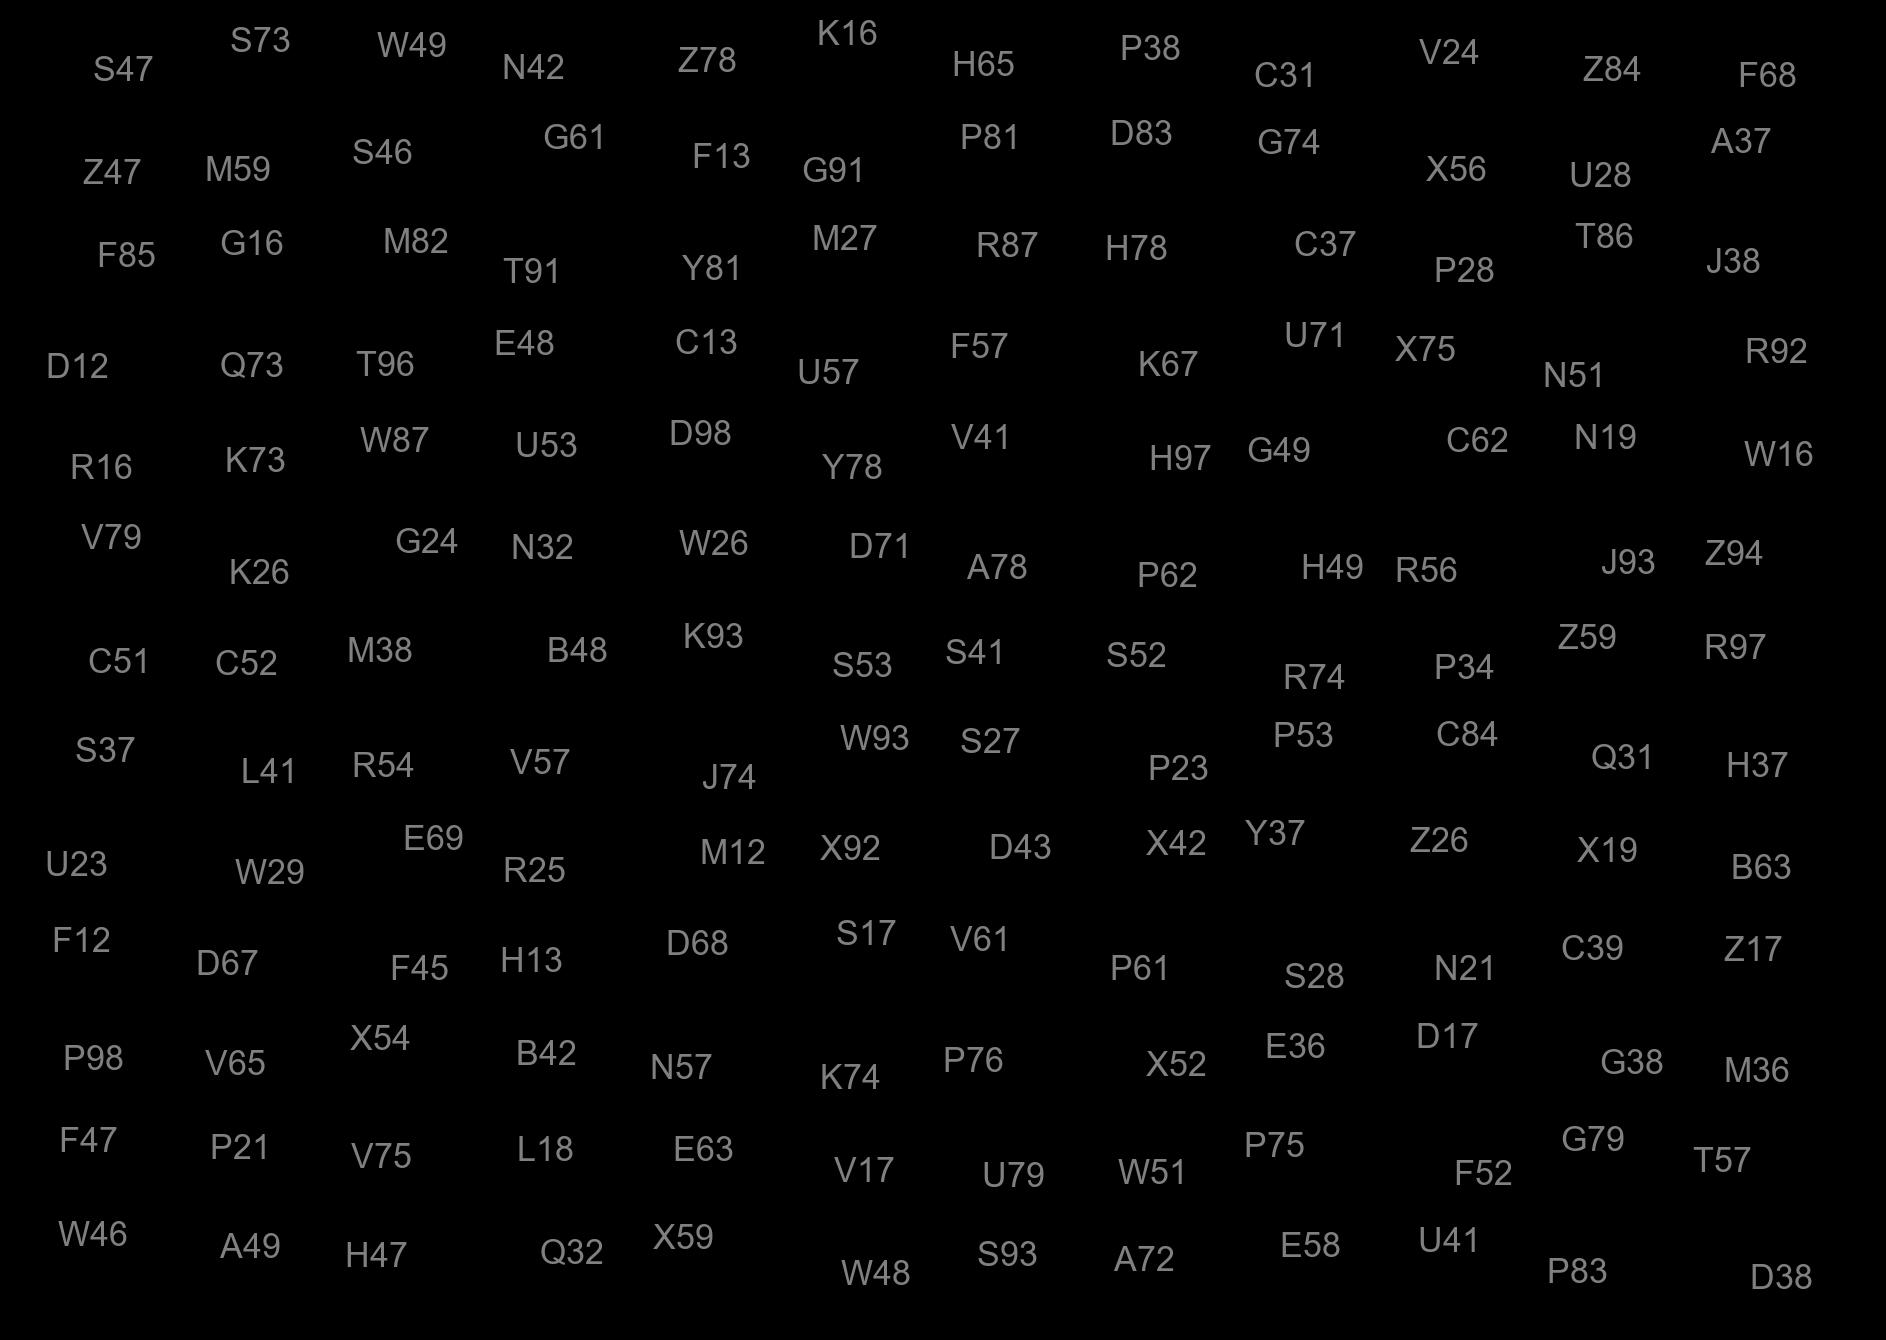 S47 S73 W49 N42 Z78 K16 H65 P38 C31 V24 Z84 F68
Z47 M59 S46 G61 F13 G91 P81 D83 G74 X56 U28 A37
F85 G16 M82 T91 Y81 M27 R87 H78 C37 P28 T86 J38
D12 Q73 T96 E48 C13 U57 F57 K67 U71 X75 N51 R92
R16 K73 W87 U53 D98 Y78 V41 H97 G49 C62 N19 W16
V79 K26 G24 N32 W26 D71 A78 P62 H49 R56 J93 Z94
C51 C52 M38 B48 K93 S53 S41 S52 R74 P34 Z59 R97
S37 L41 R54 V57 J74 W93 S27 P23 P53 C84 Q31 H37
U23 W29 E69 R25 M12 X92 D43 X42 Y37 Z26 X19 B63
F12 D67 F45 H13 D68 S17 V61 P61 S28 N21 C39 Z17
P98 V65 X54 B42 N57 K74 P76 X52 E36 D17 G38 M36
F47 P21 V75 L18 E63 V17 U79 W51 P75 F52 G79 T57
W46 A49 H47 Q32 X59 W48 S93 A72 E58 U41 P83 D38